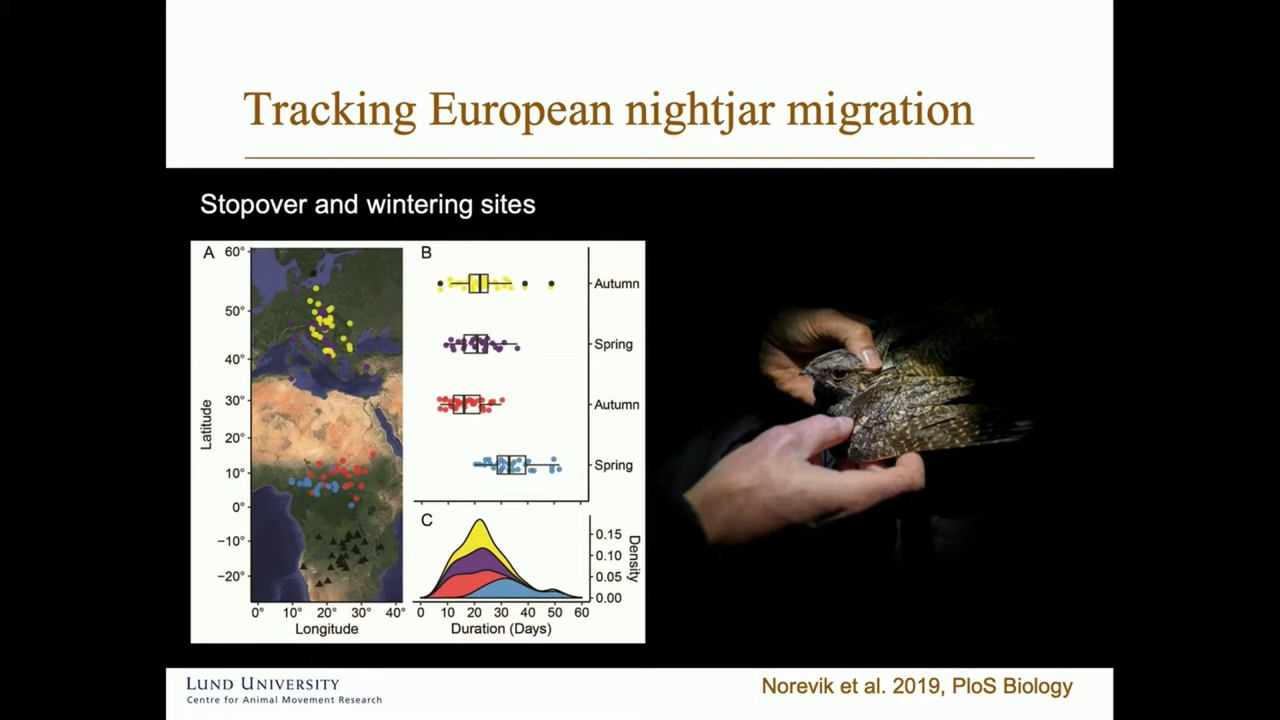 Tracking European nightjar migration
Stopover and wintering sites
A
60°
50°
40°
30°
20°
10°
0°
−10°
−20°
Latitude
0° 10° 20° 30° 40°
Longitude
B
Autumn
Spring
Autumn
Spring
C
0.15
0.10
0.05
0.00
Density
0 10 20 30 40 50 60
Duration (Days)
LUND UNIVERSITY
Centre for Animal Movement Research
Norevik et al. 2019, PloS Biology